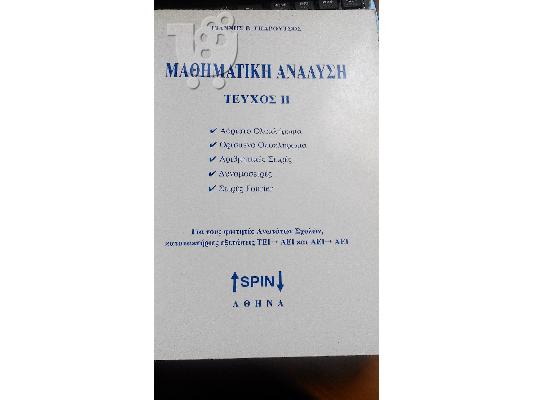 ΓΙΑΝΝΗΣ Β.
ΜΑΘΗΜΑΤΙΚΗ ΑΝΑΛΥΣΗ
ΤΕΥΧΟΣ ΙΙ
✔ Αόριστο Ολοκλήρωμα
✔ Ορισμένο Ολοκλήρωμα
✔ Αριθμητικές Σειρές
✔ Δυναμοσειρές
✔ Σειρές Fourier
Για τους φοιτητές Ανωτάτων Σχολών,
κατατακτήριες εξετάσεις ΤΕΙ → ΑΕΙ και ΑΕΙ → ΑΕΙ
↑SPIN↓
ΑΘΗΝΑ